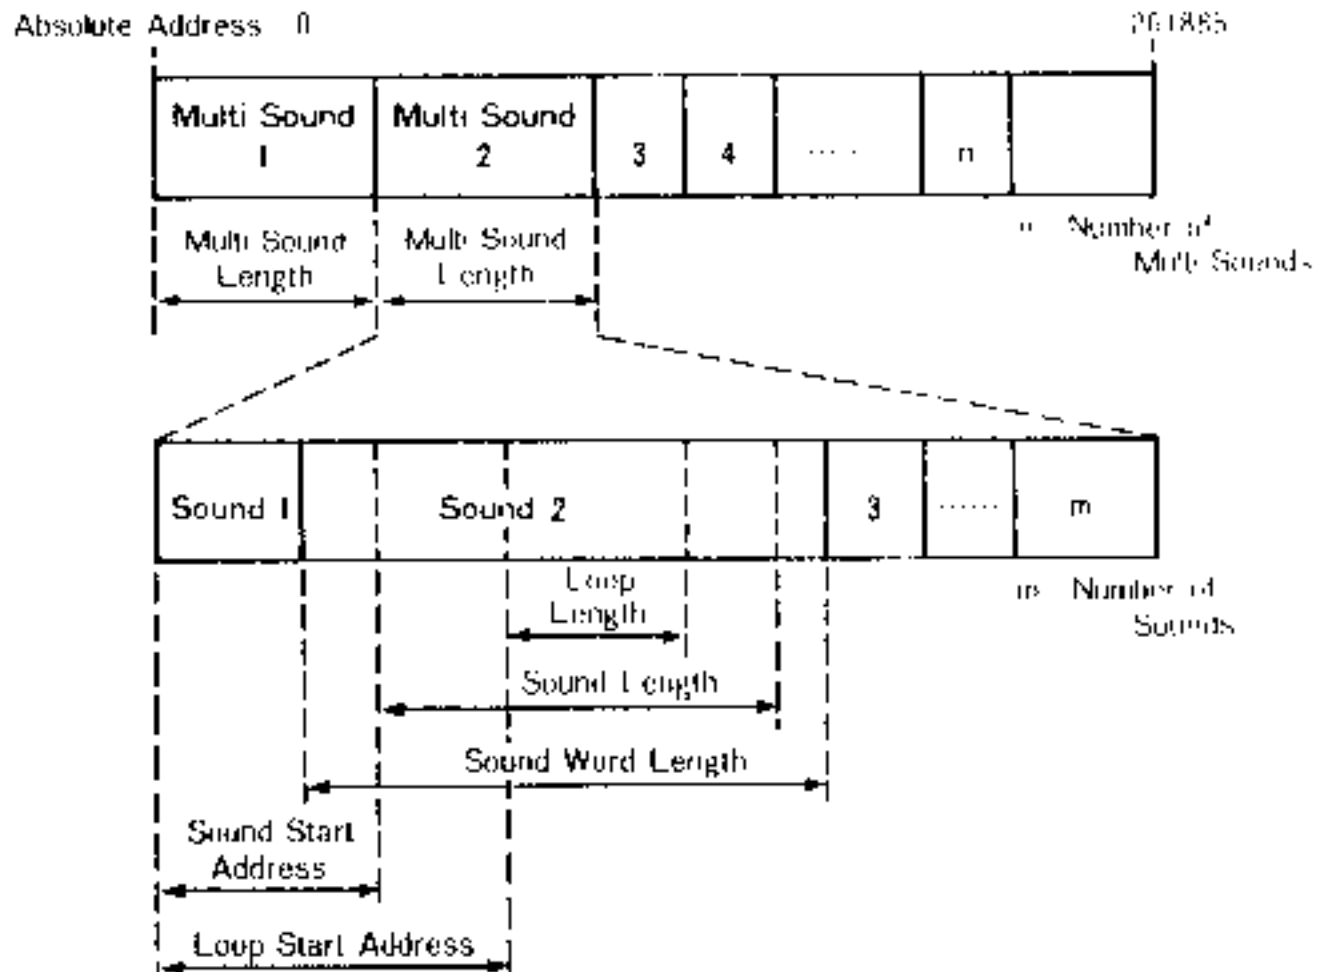 Absolute Address 0
Multi Sound
1
Multi Sound
2
3
4
.....
n
Multi Sound
Length
Multi Sound
Length
n Number of
Multi Sounds
Sound 1
Sound 2
3
......
m
Loop
Length
m Number of
Sounds
Sound Length
Sound Word Length
Sound Start
Address
Loop Start Address